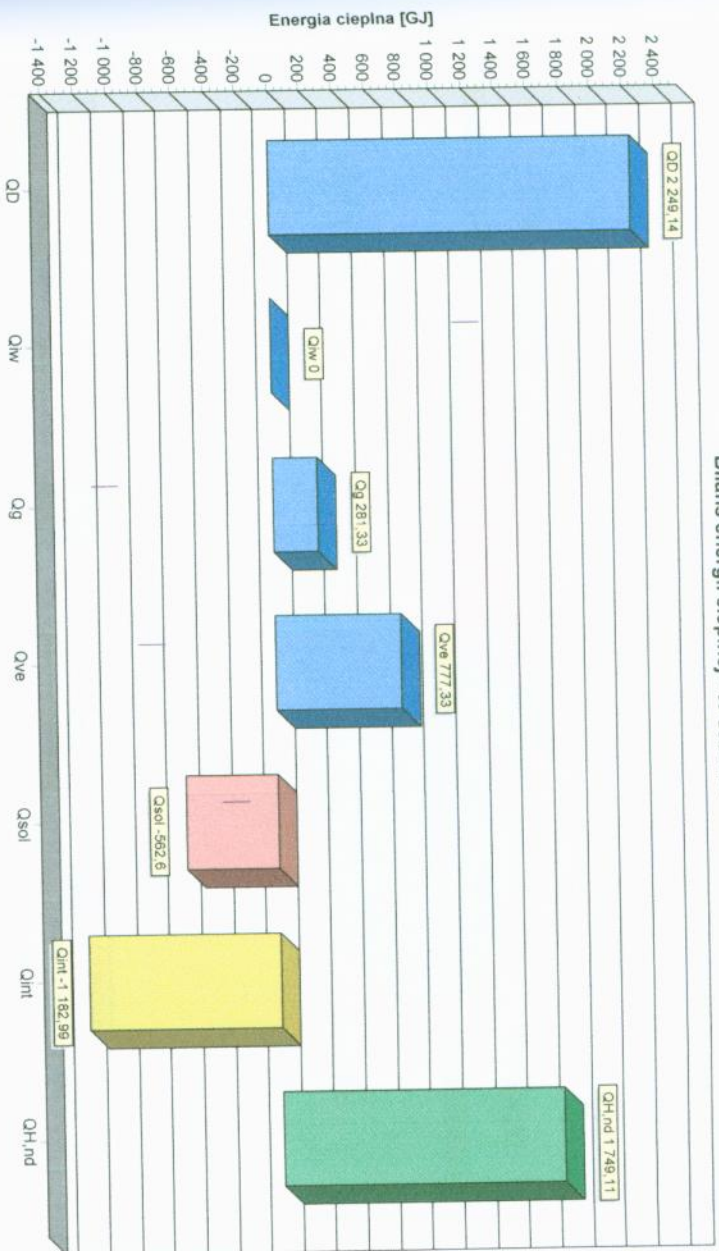 Bilans energii cieplnej
Energia cieplna [GJ]
2 400
2 200
2 000
1 800
1 600
1 400
1 200
1 000
800
600
400
200
0
-200
-400
-600
-800
-1 000
-1 200
-1 400
QD 2 249,14
Qiw 0
Qg 281,33
Qve 777,33
Qsol -562,6
Qint -1 182,99
QH,nd 1 749,11
QD
Qiw
Qg
Qve
Qsol
Qint
QH,nd